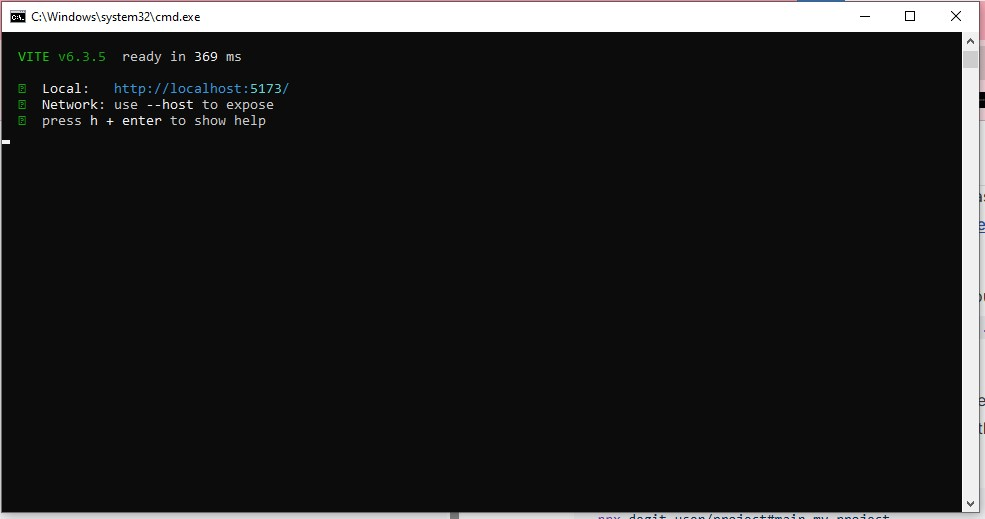 C:\Windows\system32\cmd.exe
VITE v6.3.5  ready in 369 ms
Local:   http://localhost:5173/
Network: use --host to expose
press h + enter to show help
npx degit user/project#main my-project